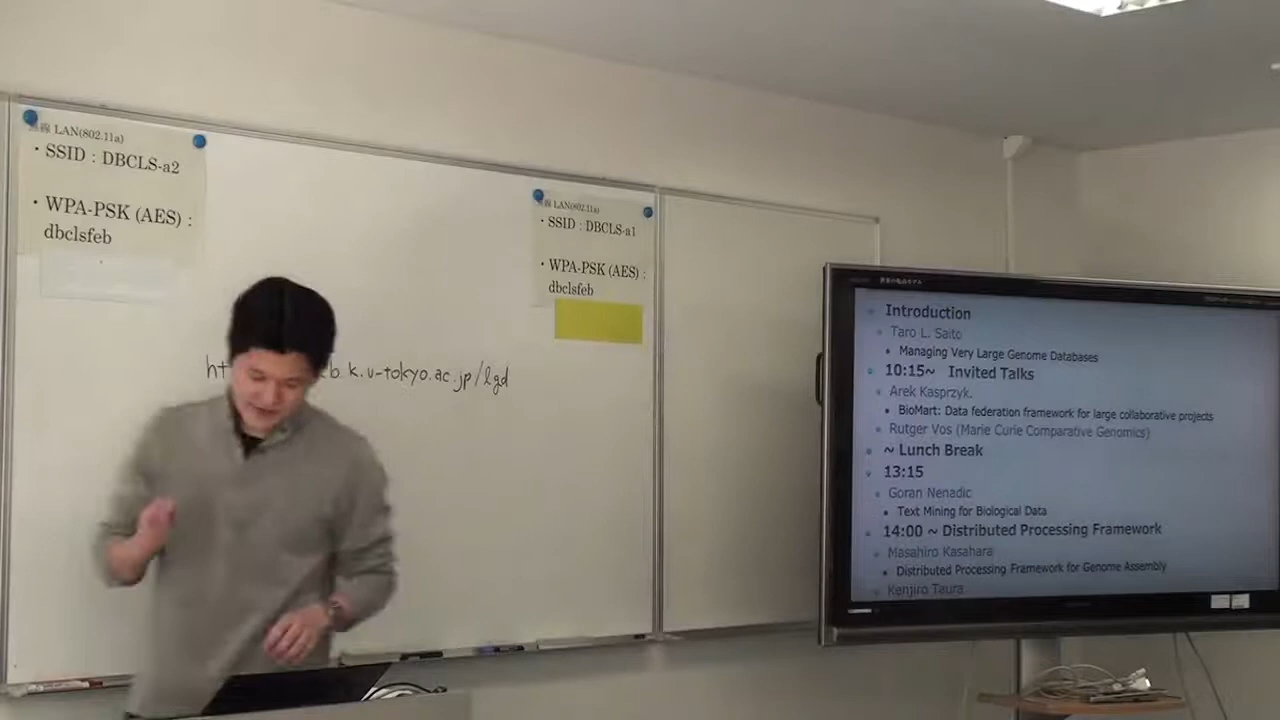 無線 LAN(802.11a)
・SSID : DBCLS-a2
・WPA-PSK (AES) :
dbclsfeb
無線 LAN(802.11a)
・SSID : DBCLS-a1
・WPA-PSK (AES) :
dbclsfeb
ht b.k.u-tokyo.ac.jp/lgd
Introduction
Taro L. Saito
Managing Very Large Genome Databases
10:15~ Invited Talks
Arek Kasprzyk.
BioMart: Data federation framework for large collaborative projects
Rutger Vos (Marie Curie Comparative Genomics)
~ Lunch Break
13:15
Goran Nenadic
Text Mining for Biological Data
14:00 ~ Distributed Processing Framework
Masahiro Kasahara
Distributed Processing Framework for Genome Assembly
Kenjiro Taura